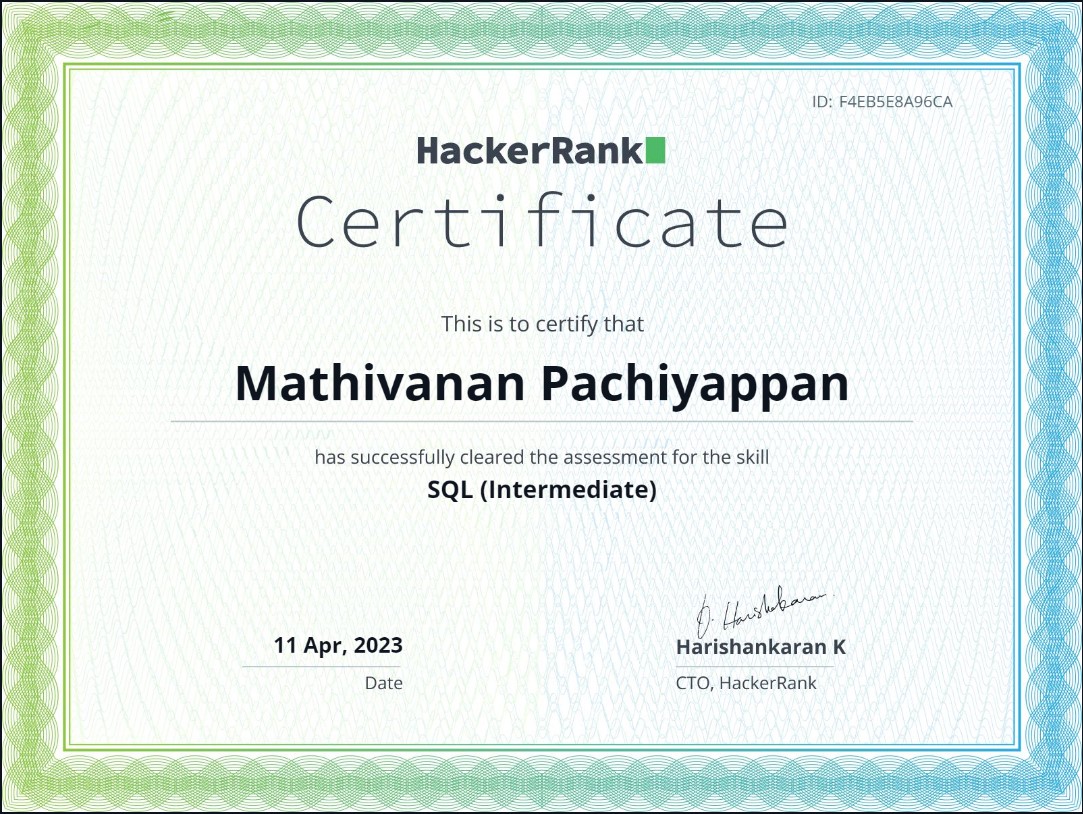 ID: F4EB5E8A96CA
HackerRank
Certificate
This is to certify that
Mathivanan Pachiyappan
has successfully cleared the assessment for the skill
SQL (Intermediate)
11 Apr, 2023
Date
Harishankaran K
CTO, HackerRank